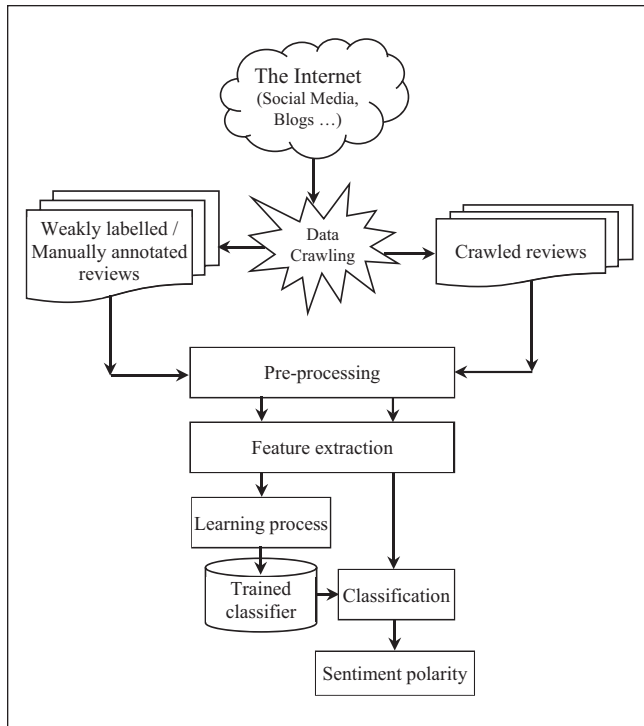 The Internet
(Social Media,
Blogs ...)
Data
Crawling
Weakly labelled /
Manually annotated
reviews
Crawled reviews
Pre-processing
Feature extraction
Learning process
Trained
classifier
Classification
Sentiment polarity